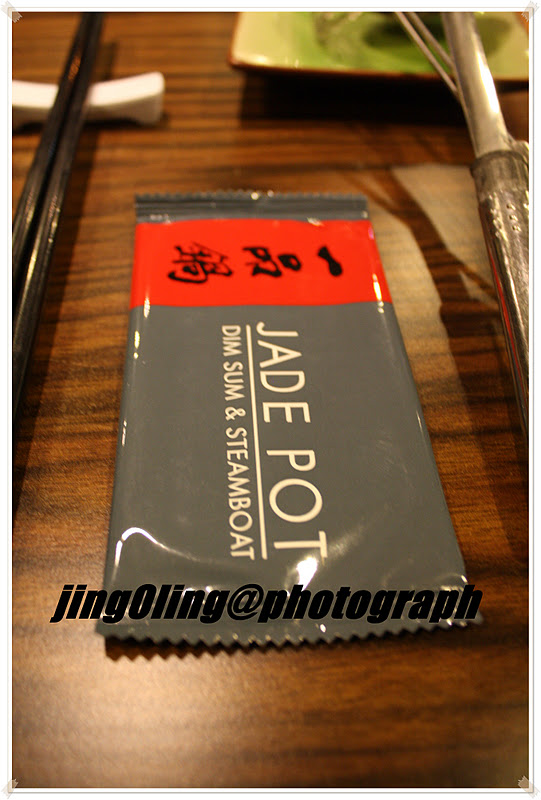 一品鍋
JADE POT
DIM SUM & STEAMBOAT
jing0ling@photograph